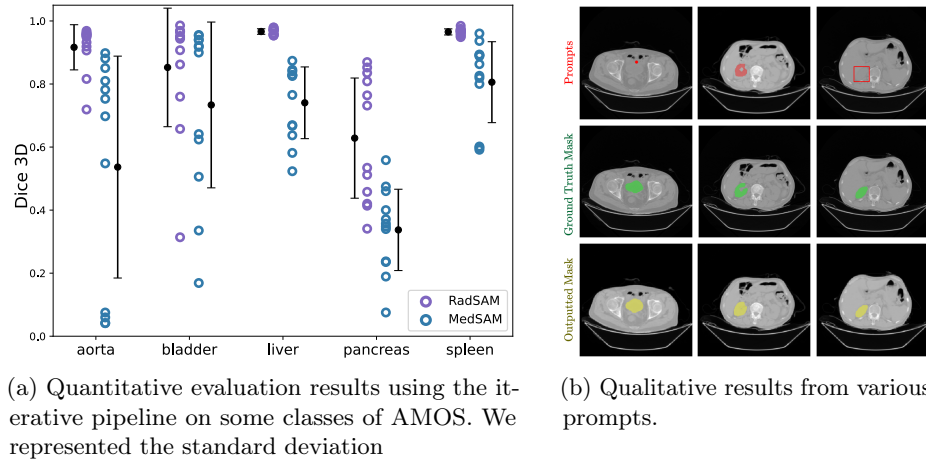 1.0
0.8
0.6
0.4
0.2
0.0
Dice 3D
RadSAM
MedSAM
aorta
bladder
liver
pancreas
spleen
Prompts
Ground Truth Mask
Outputted Mask
(a) Quantitative evaluation results using the it-
erative pipeline on some classes of AMOS. We
represented the standard deviation
(b) Qualitative results from various
prompts.